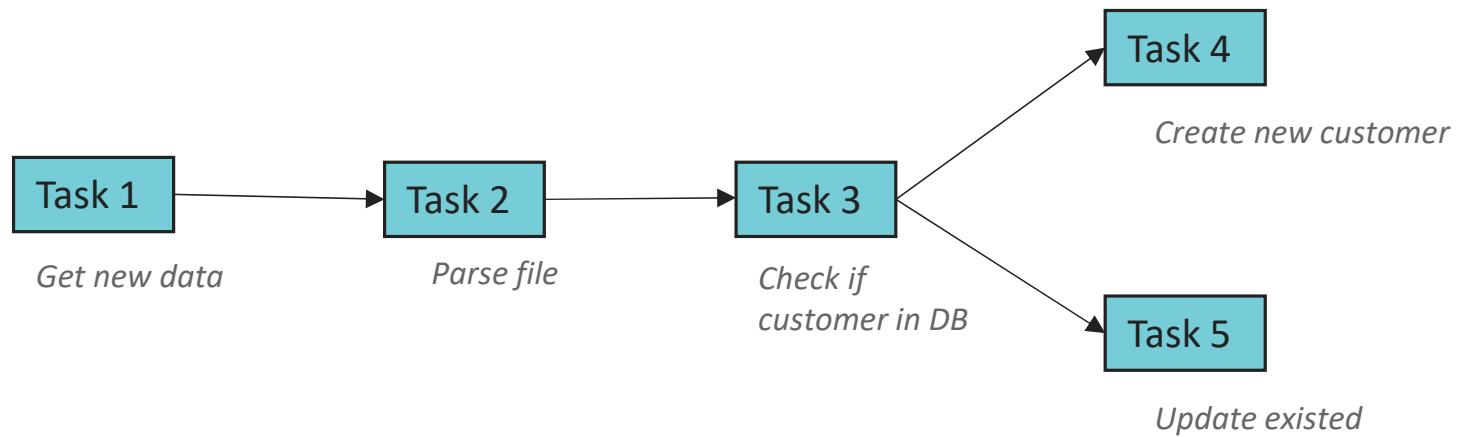 Task 1
Get new data
Task 2
Parse file
Task 3
Check if
customer in DB
Task 4
Create new customer
Task 5
Update existed